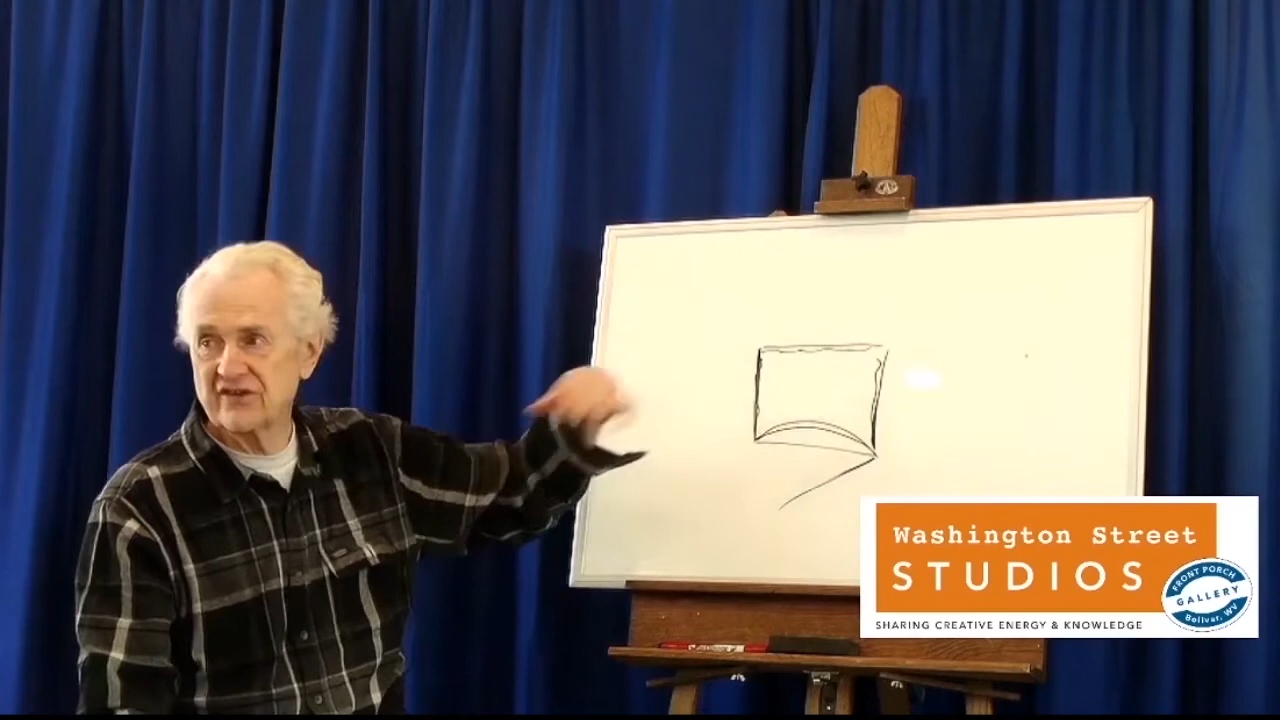 Washington Street
STUDIOS
FRONT PORCH
GALLERY
Bolivar, WV
SHARING CREATIVE ENERGY & KNOWLEDGE